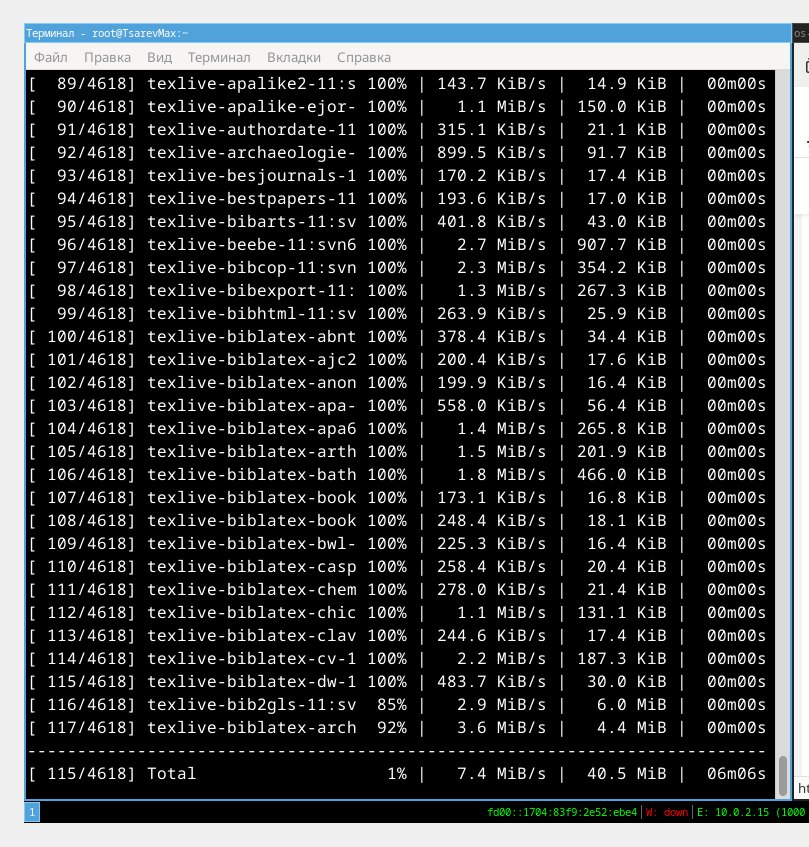 Терминал - root@TsarevMax:~
os-
Файл Правка Вид Терминал Вкладки Справка
[  89/4618] texlive-apalike2-11:s 100% | 143.7 KiB/s |  14.9 KiB |  00m00s
[  90/4618] texlive-apalike-ejor- 100% |   1.1 MiB/s | 150.0 KiB |  00m00s
[  91/4618] texlive-authordate-11 100% | 315.1 KiB/s |  21.1 KiB |  00m00s
[  92/4618] texlive-archaeologie- 100% | 899.5 KiB/s |  91.7 KiB |  00m00s
[  93/4618] texlive-besjournals-1 100% | 170.2 KiB/s |  17.4 KiB |  00m00s
[  94/4618] texlive-bestpapers-11 100% | 193.6 KiB/s |  17.0 KiB |  00m00s
[  95/4618] texlive-bibarts-11:sv 100% | 401.8 KiB/s |  43.0 KiB |  00m00s
[  96/4618] texlive-beebe-11:svn6 100% |   2.7 MiB/s | 907.7 KiB |  00m00s
[  97/4618] texlive-bibcop-11:svn 100% |   2.3 MiB/s | 354.2 KiB |  00m00s
[  98/4618] texlive-bibexport-11: 100% |   1.3 MiB/s | 267.3 KiB |  00m00s
[  99/4618] texlive-bibhtml-11:sv 100% | 263.9 KiB/s |  25.9 KiB |  00m00s
[ 100/4618] texlive-biblatex-abnt 100% | 378.4 KiB/s |  34.4 KiB |  00m00s
[ 101/4618] texlive-biblatex-ajc2 100% | 200.4 KiB/s |  17.6 KiB |  00m00s
[ 102/4618] texlive-biblatex-anon 100% | 199.9 KiB/s |  16.4 KiB |  00m00s
[ 103/4618] texlive-biblatex-apa- 100% | 558.0 KiB/s |  56.4 KiB |  00m00s
[ 104/4618] texlive-biblatex-apa6 100% |   1.4 MiB/s | 265.8 KiB |  00m00s
[ 105/4618] texlive-biblatex-arth 100% |   1.5 MiB/s | 201.9 KiB |  00m00s
[ 106/4618] texlive-biblatex-bath 100% |   1.8 MiB/s | 466.0 KiB |  00m00s
[ 107/4618] texlive-biblatex-book 100% | 173.1 KiB/s |  16.8 KiB |  00m00s
[ 108/4618] texlive-biblatex-book 100% | 248.4 KiB/s |  18.1 KiB |  00m00s
[ 109/4618] texlive-biblatex-bwl- 100% | 225.3 KiB/s |  16.4 KiB |  00m00s
[ 110/4618] texlive-biblatex-casp 100% | 258.4 KiB/s |  20.4 KiB |  00m00s
[ 111/4618] texlive-biblatex-chem 100% | 278.0 KiB/s |  21.4 KiB |  00m00s
[ 112/4618] texlive-biblatex-chic 100% |   1.1 MiB/s | 131.1 KiB |  00m00s
[ 113/4618] texlive-biblatex-clav 100% | 244.6 KiB/s |  17.4 KiB |  00m00s
[ 114/4618] texlive-biblatex-cv-1 100% |   2.2 MiB/s | 187.3 KiB |  00m00s
[ 115/4618] texlive-biblatex-dw-1 100% | 483.7 KiB/s |  30.0 KiB |  00m00s
[ 116/4618] texlive-bib2gls-11:sv  85% |   2.9 MiB/s |   6.0 MiB |  00m00s
[ 117/4618] texlive-biblatex-arch  92% |   3.6 MiB/s |   4.4 MiB |  00m00s
--------------------------------------------------------------------------
[ 115/4618] Total                   1% |   7.4 MiB/s |  40.5 MiB |  06m06s
ht
1
fd00::1704:83f9:2e52:ebe4 | W: down | E: 10.0.2.15 (1000